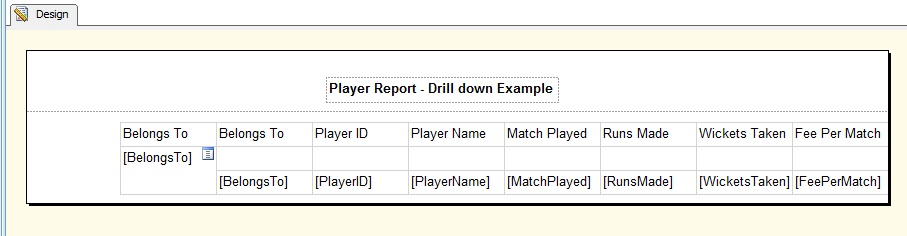 Design
Player Report - Drill down Example
Belongs To Belongs To Player ID Player Name Match Played Runs Made Wickets Taken Fee Per Match
[BelongsTo]
[BelongsTo] [PlayerID] [PlayerName] [MatchPlayed] [RunsMade] [WicketsTaken] [FeePerMatch]